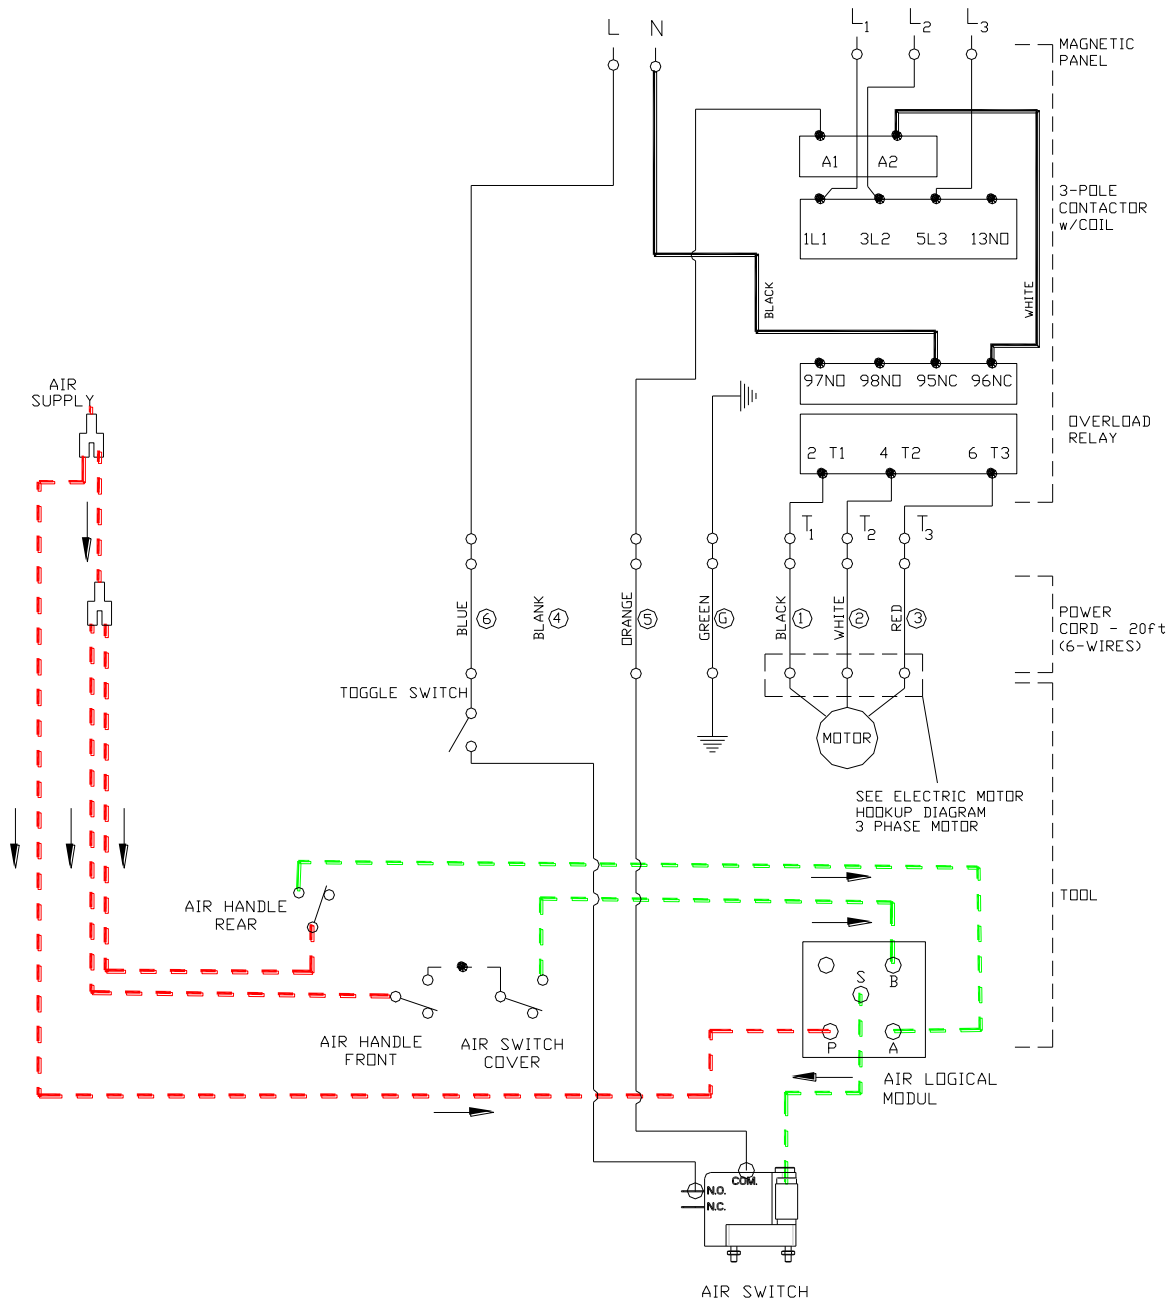 L N L1 L2 L3
MAGNETIC
PANEL
A1 A2
3-POLE
CONTACTOR
w/COIL
1L1 3L2 5L3 13NO
BLACK
WHITE
97NO 98NO 95NC 96NC
AIR
SUPPLY
OVERLOAD
RELAY
2 T1 4 T2 6 T3
T1 T2 T3
BLUE 6
BLANK 4
ORANGE 5
GREEN G
BLACK 1
WHITE 2
RED 3
POWER
CORD - 20ft
(6-WIRES)
TOGGLE SWITCH
MOTOR
SEE ELECTRIC MOTOR
HOOKUP DIAGRAM
3 PHASE MOTOR
TOOL
AIR HANDLE
REAR
S B
P A
AIR HANDLE
FRONT
AIR SWITCH
COVER
AIR LOGICAL
MODUL
COM.
N.O.
N.C.
AIR SWITCH